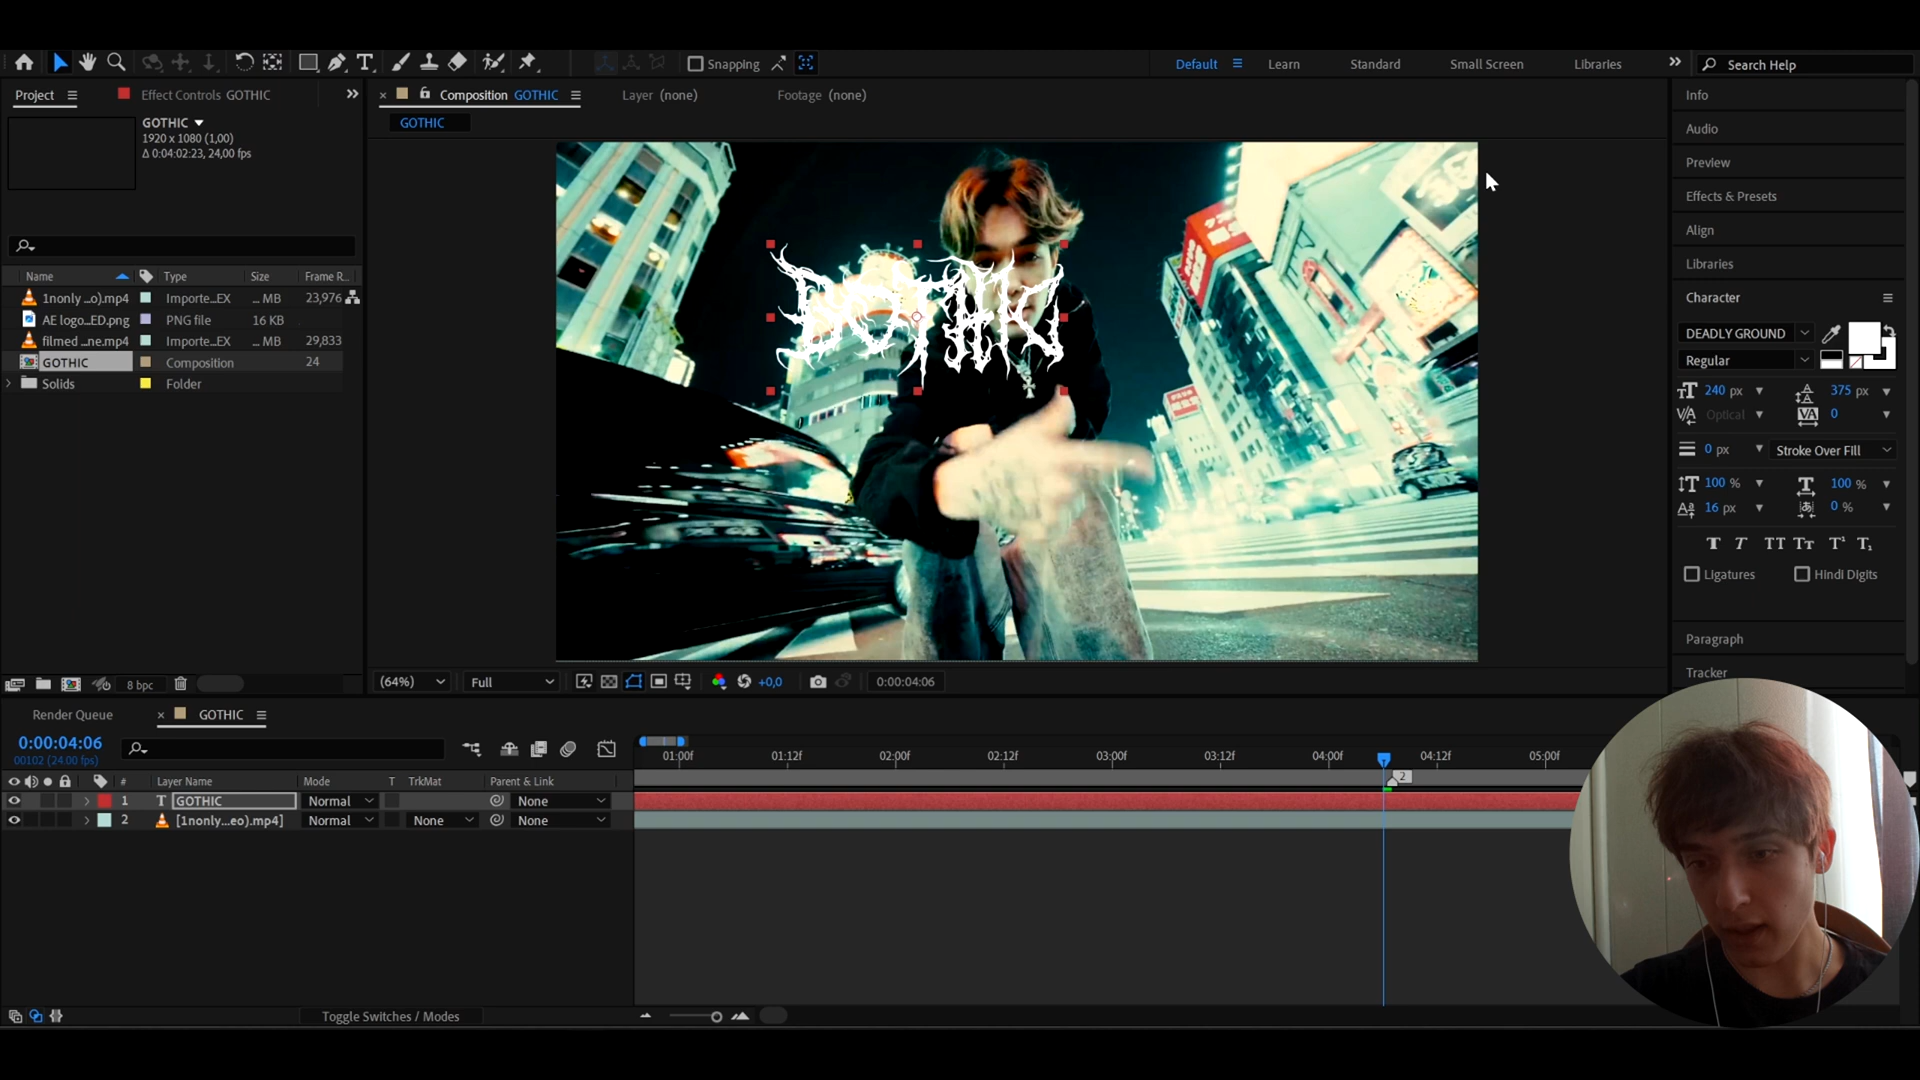 Snapping
Default
Learn
Standard
Small Screen
Libraries
Search Help
Project
Effect Controls GOTHIC
Composition GOTHIC
Layer (none)
Footage (none)
GOTHIC
GOTHIC
1920 x 1080 (1,00)
Δ 0:04:02:23, 24,00 fps
Name
Type
Size
Frame R...
1nonly ...o).mp4
Importe...EX
... MB
23,976
AE logo...ED.png
PNG file
16 KB
filmed ...ne.mp4
Importe...EX
... MB
29,833
GOTHIC
Composition
24
Solids
Folder
8 bpc
GOTHIC
(64%)
Full
+0,0
0:00:04:06
Info
Audio
Preview
Effects & Presets
Align
Libraries
Character
DEADLY GROUND
Regular
240 px
375 px
Optical
0
0 px
Stroke Over Fill
100 %
100 %
16 px
0 %
T T TT Tt T¹ T₁
Ligatures
Hindi Digits
Paragraph
Tracker
Render Queue
GOTHIC
0:00:04:06
00102 (24.00 fps)
01:00f
01:12f
02:00f
02:12f
03:00f
03:12f
04:00f
04:12f
05:00f
2
#
Layer Name
Mode
T
TrkMat
Parent & Link
1
T
GOTHIC
Normal
None
2
[1nonly...eo).mp4]
Normal
None
None
Toggle Switches / Modes